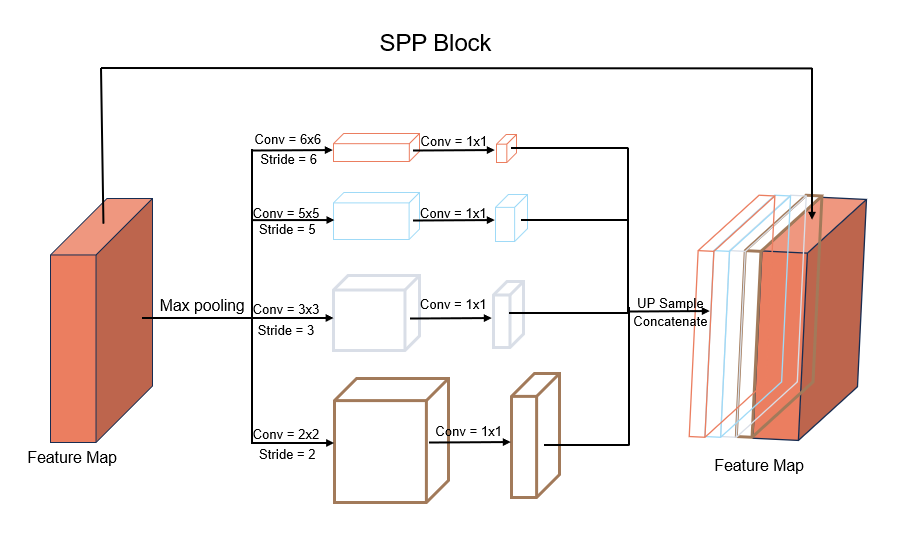 SPP Block
Conv = 6x6
Stride = 6
Conv = 1x1
Conv = 5x5
Stride = 5
Conv = 1x1
Max pooling
Conv = 3x3
Stride = 3
Conv = 1x1
UP Sample
Concatenate
Conv = 2x2
Stride = 2
Conv = 1x1
Feature Map
Feature Map